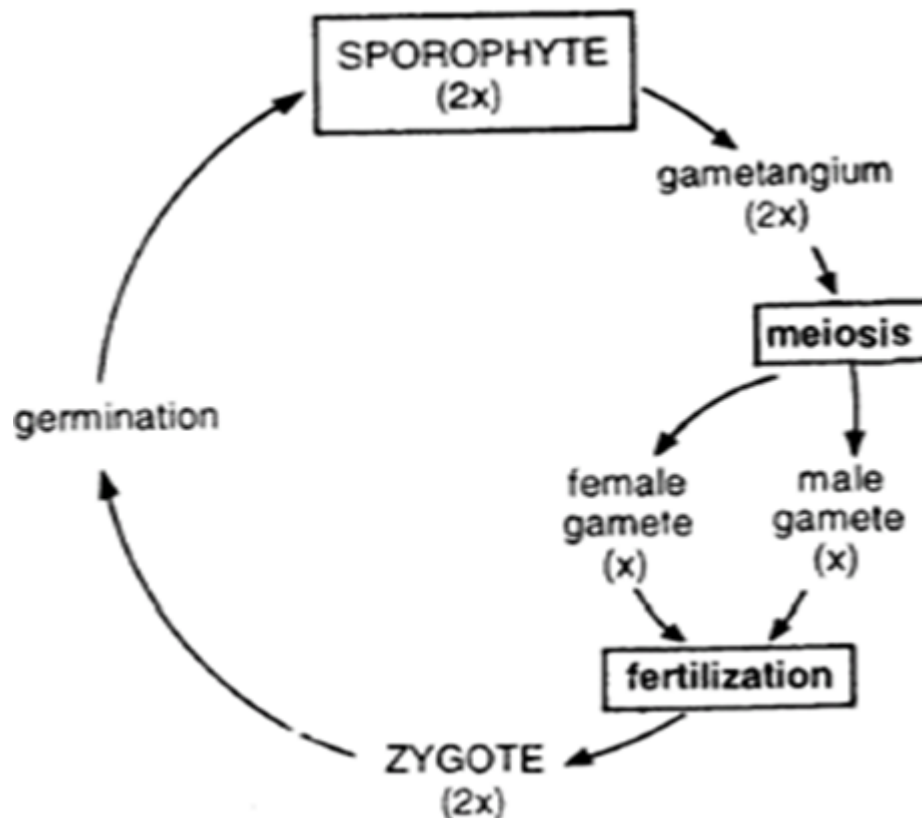 SPOROPHYTE
(2x)
gametangium
(2x)
meiosis
female
gamete
(x)
male
gamete
(x)
fertilization
ZYGOTE
(2x)
germination